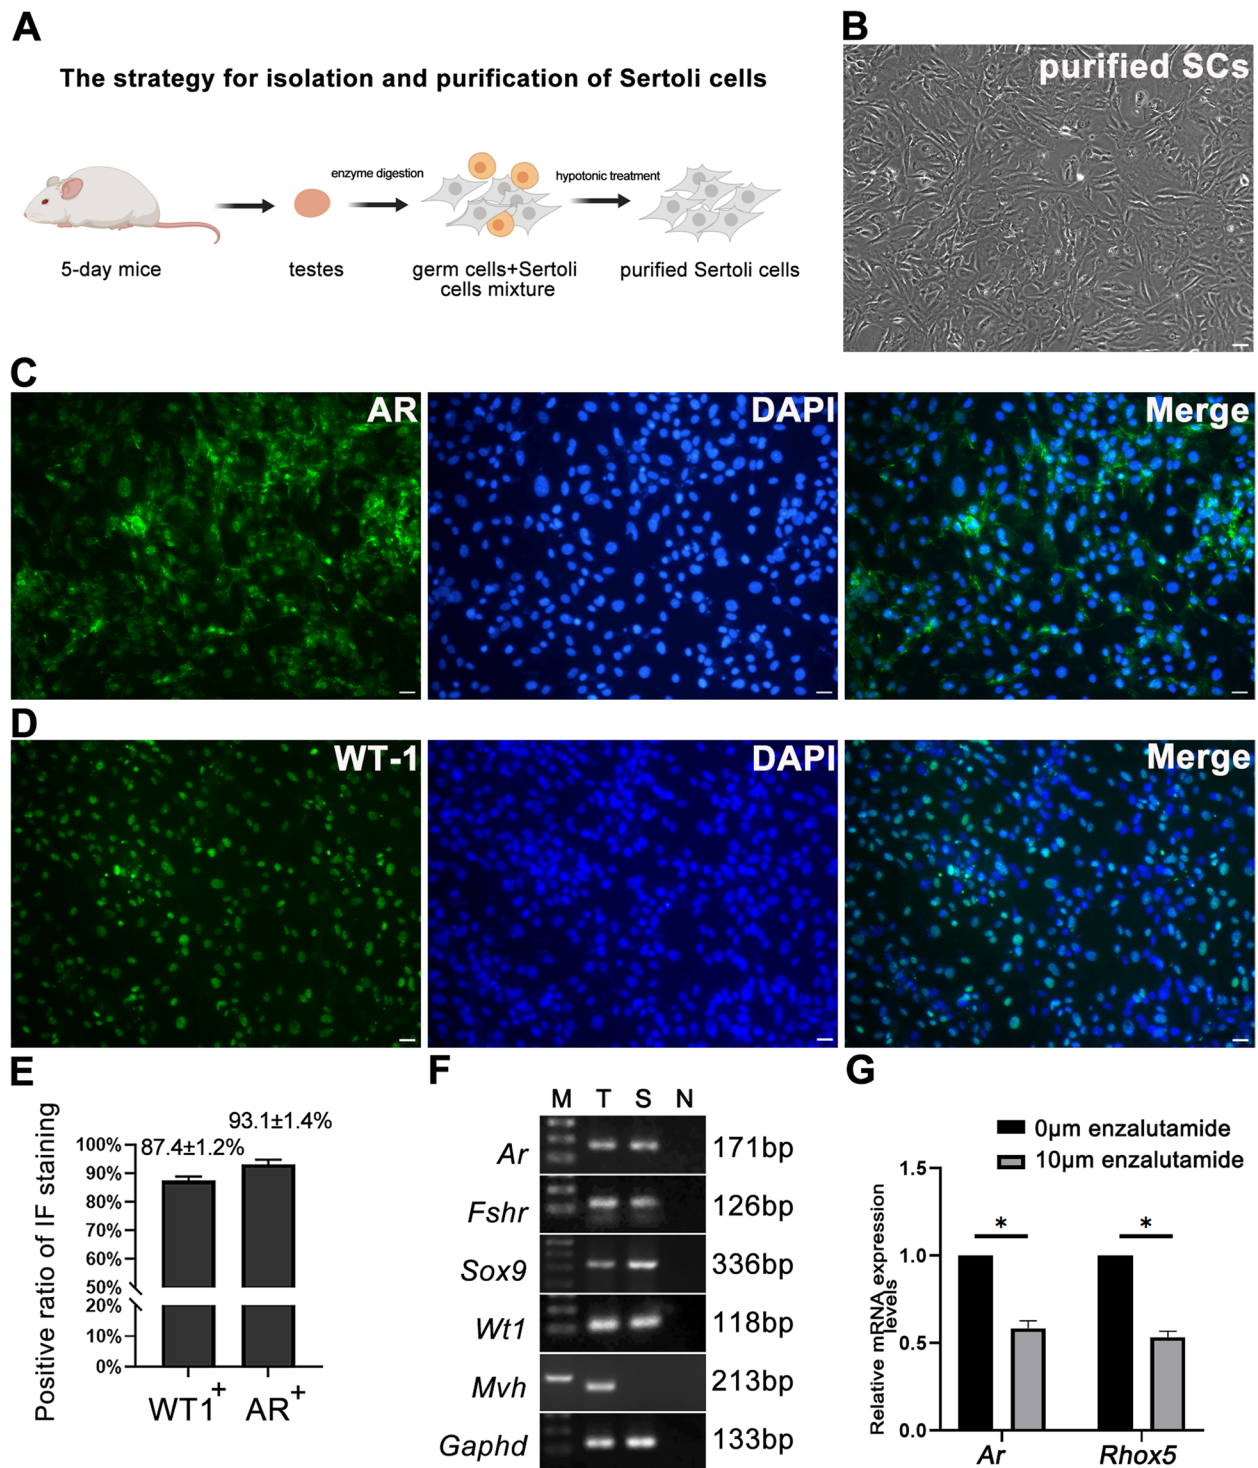 A
The strategy for isolation and purification of Sertoli cells
enzyme digestion
hypotonic treatment
5-day mice
testes
germ cells+Sertoli
cells mixture
purified Sertoli cells
B
purified SCs
C
AR
DAPI
Merge
D
WT-1
DAPI
Merge
E
Positive ratio of IF staining
100%
90%
80%
70%
60%
50%
20%
10%
0%
87.4±1.2%
93.1±1.4%
WT1+
AR+
F
M T S N
Ar 171bp
Fshr 126bp
Sox9 336bp
Wt1 118bp
Mvh 213bp
Gaphd 133bp
G
0μm enzalutamide
10μm enzalutamide
Relative mRNA expression
levels
1.5
1.0
0.5
0.0
*
*
Ar
Rhox5